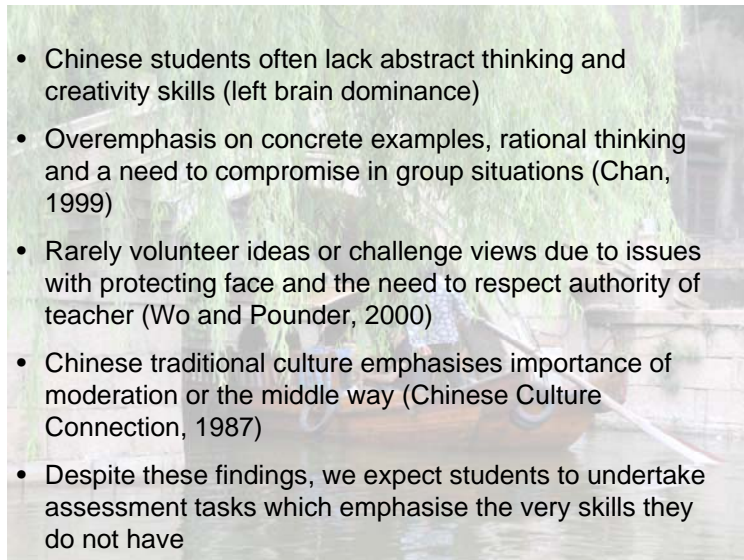 • Chinese students often lack abstract thinking and
creativity skills (left brain dominance)
• Overemphasis on concrete examples, rational thinking
and a need to compromise in group situations (Chan,
1999)
• Rarely volunteer ideas or challenge views due to issues
with protecting face and the need to respect authority of
teacher (Wo and Pounder, 2000)
• Chinese traditional culture emphasises importance of
moderation or the middle way (Chinese Culture
Connection, 1987)
• Despite these findings, we expect students to undertake
assessment tasks which emphasise the very skills they
do not have